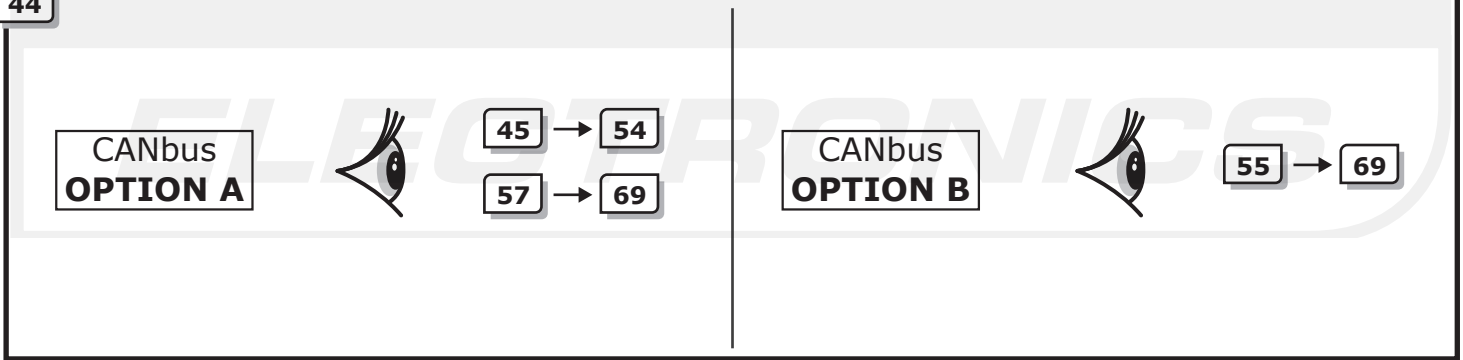 44
ELECTRONICS
CANbus
OPTION A
45 → 54
57 → 69
CANbus
OPTION B
55 → 69